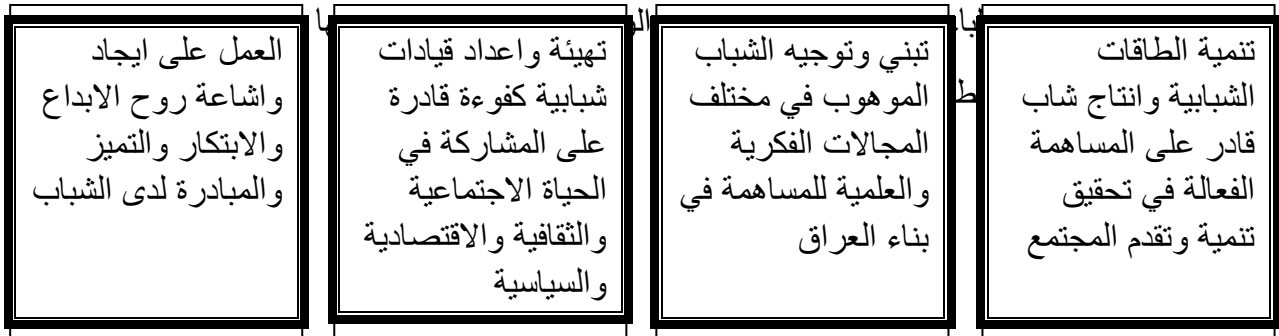 تنمية الطاقات
الشبابية وانتاج شاب
قادر على المساهمة
الفعالة في تحقيق
تنمية وتقدم المجتمع
تبني وتوجيه الشباب
الموهوب في مختلف
المجالات الفكرية
والعلمية للمساهمة في
بناء العراق
تهيئة واعداد قيادات
شبابية كفوءة قادرة
على المشاركة في
الحياة الاجتماعية
والثقافية والاقتصادية
والسياسية
العمل على ايجاد
واشاعة روح الابداع
والابتكار والتميز
والمبادرة لدى الشباب